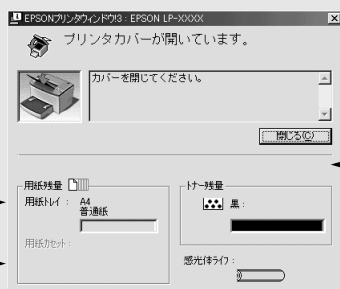 EPSONプリンタウィンドウ!3 : EPSON LP-XXXX
プリンタカバーが開いています。
カバーを閉じてください。
閉じる(C)
用紙残量
用紙トレイ : A4
普通紙
用紙カセット :
トナー残量
黒 :
感光体ライフ :